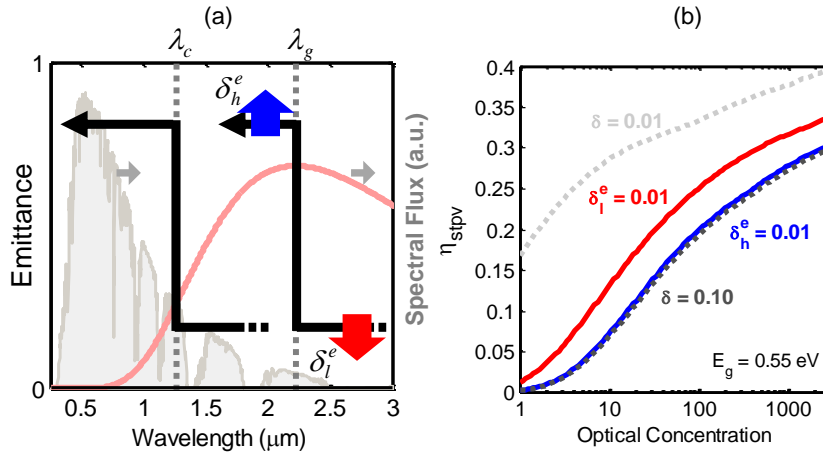 (a)
λc λg
1
δhe
Emittance
Spectral Flux (a.u.)
δle
0
0.5 1 1.5 2 2.5 3
Wavelength (μm)
(b)
0.4
0.35
0.3
0.25
0.2
0.15
0.1
0.05
0
ηstpv
δ = 0.01
δle = 0.01
δhe = 0.01
δ = 0.10
Eg = 0.55 eV
1 10 100 1000
Optical Concentration